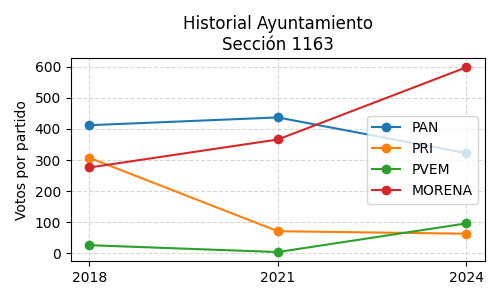 Historial Ayuntamiento
Sección 1163
Votos por partido
600
500
400
300
200
100
0
2018
2021
2024
PAN
PRI
PVEM
MORENA